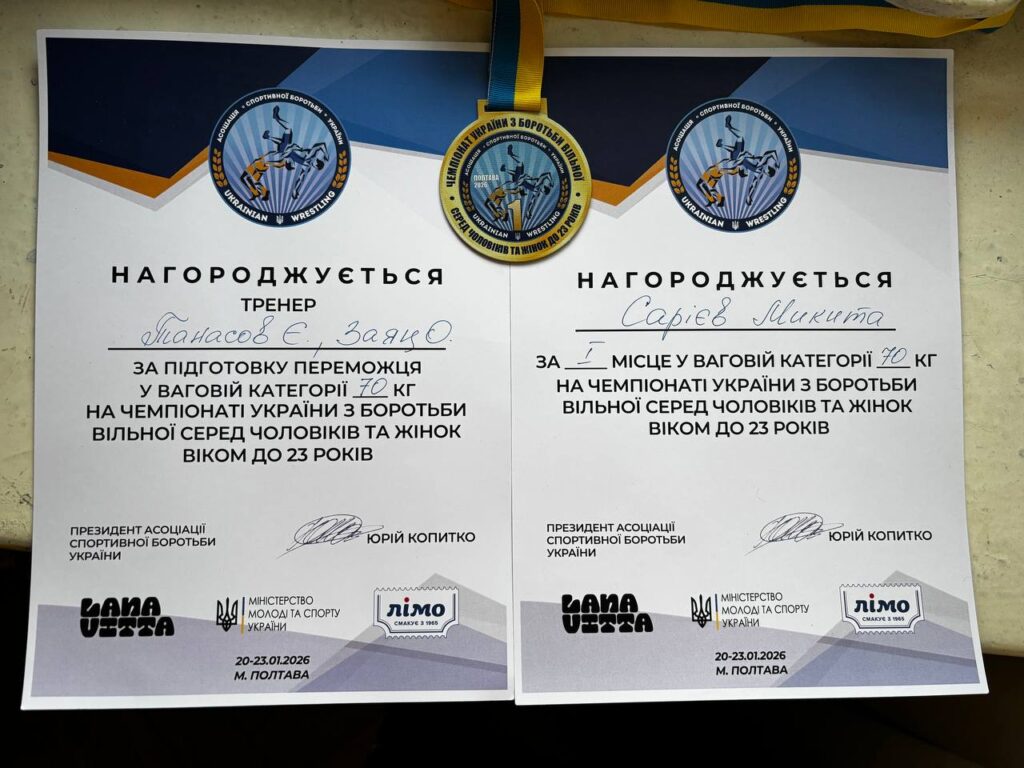 АСОЦІАЦІЯ • СПОРТИВНОЇ БОРОТЬБИ • УКРАЇНИ
UKRAINIAN WRESTLING
НАГОРОДЖУЄТЬСЯ
ТРЕНЕР
Танасов Є., Заяц О.
ЗА ПІДГОТОВКУ ПЕРЕМОЖЦЯ
У ВАГОВІЙ КАТЕГОРІЇ 70 КГ
НА ЧЕМПІОНАТІ УКРАЇНИ З БОРОТЬБИ
ВІЛЬНОЇ СЕРЕД ЧОЛОВІКІВ ТА ЖІНОК
ВІКОМ ДО 23 РОКІВ
ПРЕЗИДЕНТ АСОЦІАЦІЇ
СПОРТИВНОЇ БОРОТЬБИ
УКРАЇНИ
ЮРІЙ КОПИТКО
LANA
VITTA
МІНІСТЕРСТВО
МОЛОДІ ТА СПОРТУ
УКРАЇНИ
лімо
СМАКУЄ З 1965
20-23.01.2026
М. ПОЛТАВА
ЧЕМПІОНАТ УКРАЇНИ З БОРОТЬБИ ВІЛЬНОЇ
АСОЦІАЦІЯ • СПОРТИВНОЇ БОРОТЬБИ • УКРАЇНИ
ПОЛТАВА
2026
1
UKRAINIAN WRESTLING
СЕРЕД ЧОЛОВІКІВ ТА ЖІНОК ДО 23 РОКІВ
АСОЦІАЦІЯ • СПОРТИВНОЇ БОРОТЬБИ • УКРАЇНИ
UKRAINIAN WRESTLING
НАГОРОДЖУЄТЬСЯ
Сарієв Микита
ЗА I МІСЦЕ У ВАГОВІЙ КАТЕГОРІЇ 70 КГ
НА ЧЕМПІОНАТІ УКРАЇНИ З БОРОТЬБИ
ВІЛЬНОЇ СЕРЕД ЧОЛОВІКІВ ТА ЖІНОК
ВІКОМ ДО 23 РОКІВ
ПРЕЗИДЕНТ АСОЦІАЦІЇ
СПОРТИВНОЇ БОРОТЬБИ
УКРАЇНИ
ЮРІЙ КОПИТКО
LANA
VITTA
МІНІСТЕРСТВО
МОЛОДІ ТА СПОРТУ
УКРАЇНИ
лімо
СМАКУЄ З 1965
20-23.01.2026
М. ПОЛТАВА